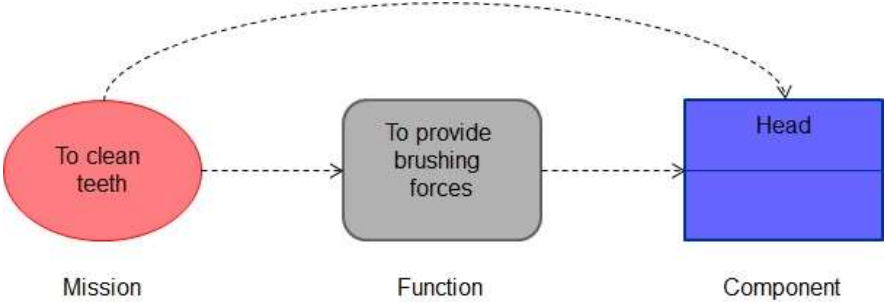 To clean
teeth
To provide
brushing
forces
Head
Mission
Function
Component